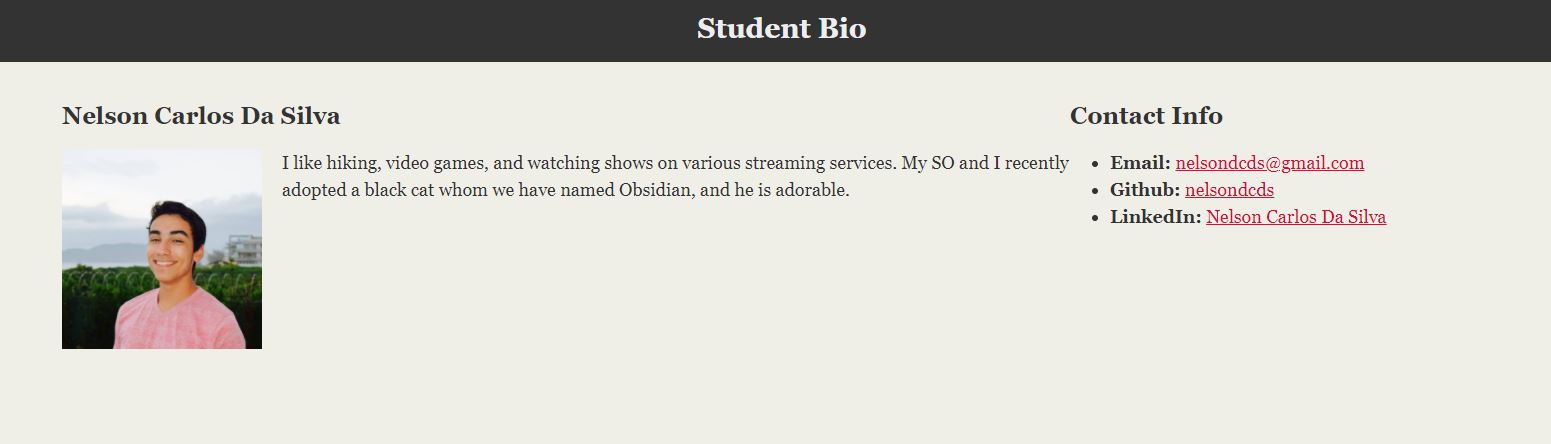 Student Bio
Nelson Carlos Da Silva
I like hiking, video games, and watching shows on various streaming services. My SO and I recently
adopted a black cat whom we have named Obsidian, and he is adorable.
Contact Info
Email: nelsondcds@gmail.com
Github: nelsondcds
LinkedIn: Nelson Carlos Da Silva